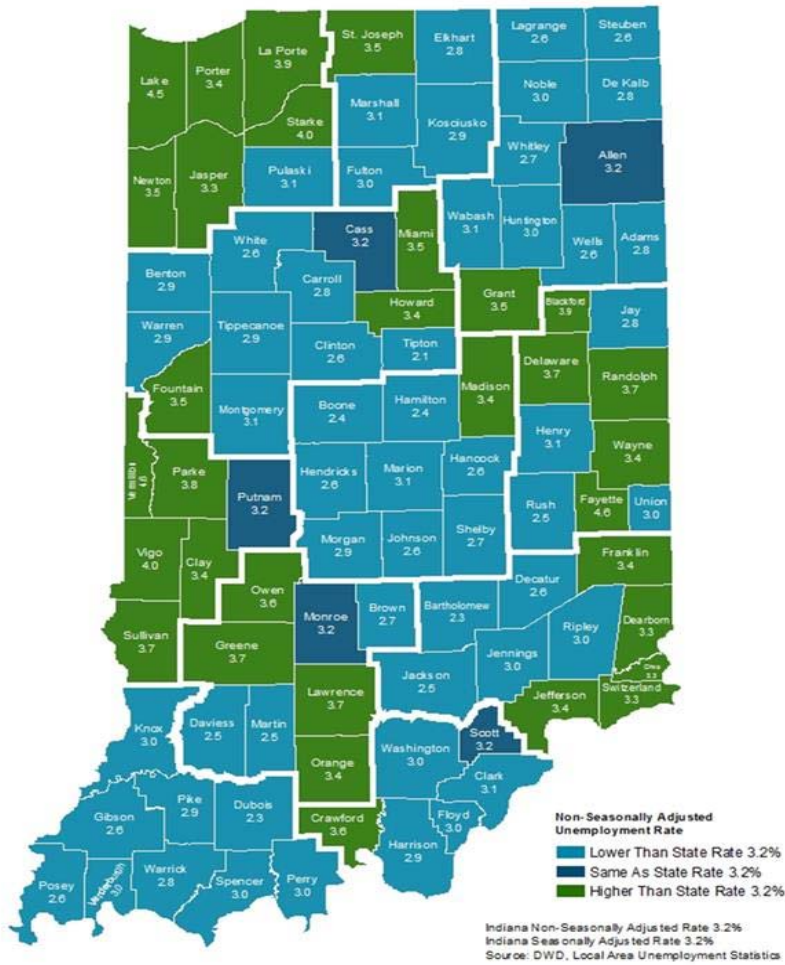 St. Joseph
3.5
Elkhart
2.8
Lagrange
2.6
Steuben
2.6
La Porte
3.9
Porter
3.4
Lake
4.5
Noble
3.0
De Kalb
2.8
Marshall
3.1
Starke
4.0
Kosciusko
2.9
Whitley
2.7
Allen
3.2
Newton
3.5
Jasper
3.3
Pulaski
3.1
Fulton
3.0
Wabash
3.1
Huntington
3.0
Wells
2.6
Adams
2.8
White
2.6
Cass
3.2
Miami
3.5
Benton
2.9
Carroll
2.8
Howard
3.4
Grant
3.5
Blackford
3.9
Jay
2.8
Warren
2.9
Tippecanoe
2.9
Clinton
2.6
Tipton
2.1
Delaware
3.7
Randolph
3.7
Fountain
3.5
Montgomery
3.1
Boone
2.4
Hamilton
2.4
Madison
3.4
Henry
3.1
Wayne
3.4
Parke
3.8
Putnam
3.2
Hendricks
2.6
Marion
3.1
Hancock
2.6
Rush
2.5
Fayette
4.6
Union
3.0
Vigo
4.0
Clay
3.4
Morgan
2.9
Johnson
2.6
Shelby
2.7
Franklin
3.4
Owen
3.6
Monroe
3.2
Brown
2.7
Bartholomew
2.3
Decatur
2.6
Ripley
3.0
Dearborn
3.3
Sullivan
3.7
Greene
3.7
Jennings
3.0
3.3
Jackson
2.5
Lawrence
3.7
Jefferson
3.4
Switzerland
3.3
Knox
3.0
Daviess
2.5
Martin
2.5
Scott
3.2
Washington
3.0
Orange
3.4
Clark
3.1
Gibson
2.6
Pike
2.9
Dubois
2.3
Crawford
3.6
Floyd
3.0
Harrison
2.9
Posey
2.6
3.0
Warrick
2.8
Spencer
3.0
Perry
3.0
Non-Seasonally Adjusted
Unemployment Rate
Lower Than State Rate 3.2%
Same As State Rate 3.2%
Higher Than State Rate 3.2%
Indiana Non-Seasonally Adjusted Rate 3.2%
Indiana Seasonally Adjusted Rate 3.2%
Source: DWD, Local Area Unemployment Statistics